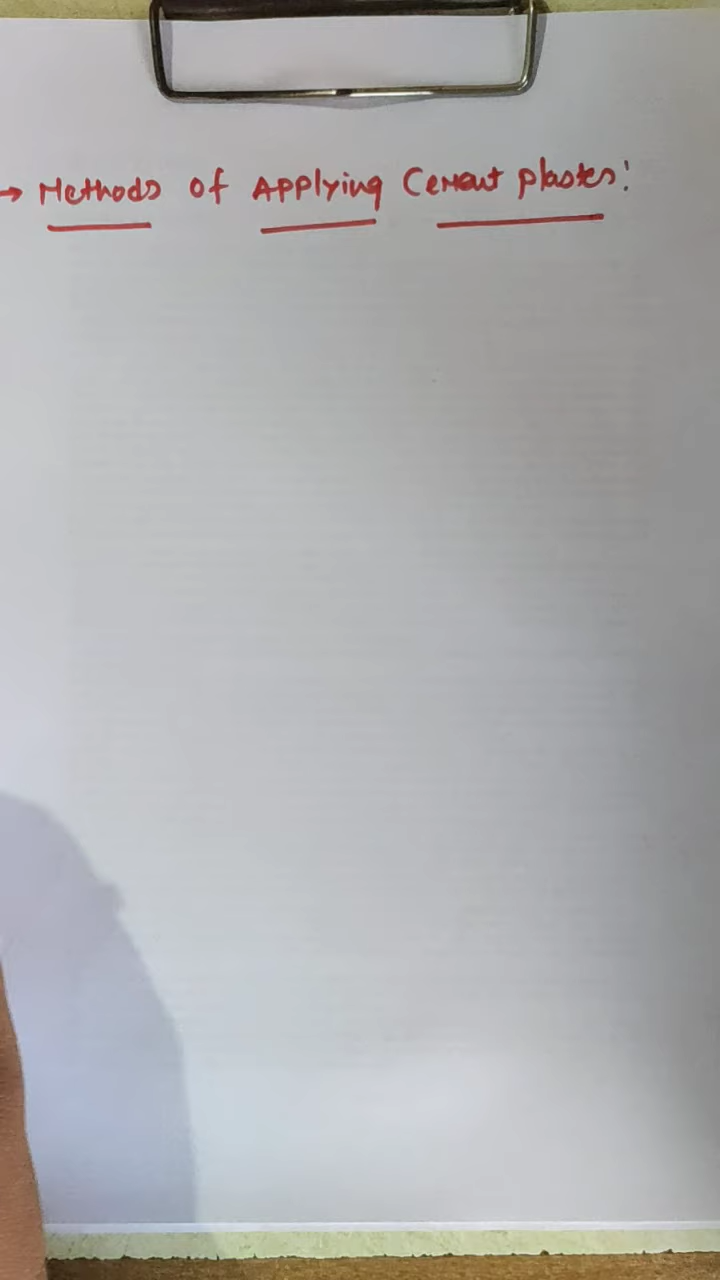 → Methods of Applying Cement plaster: